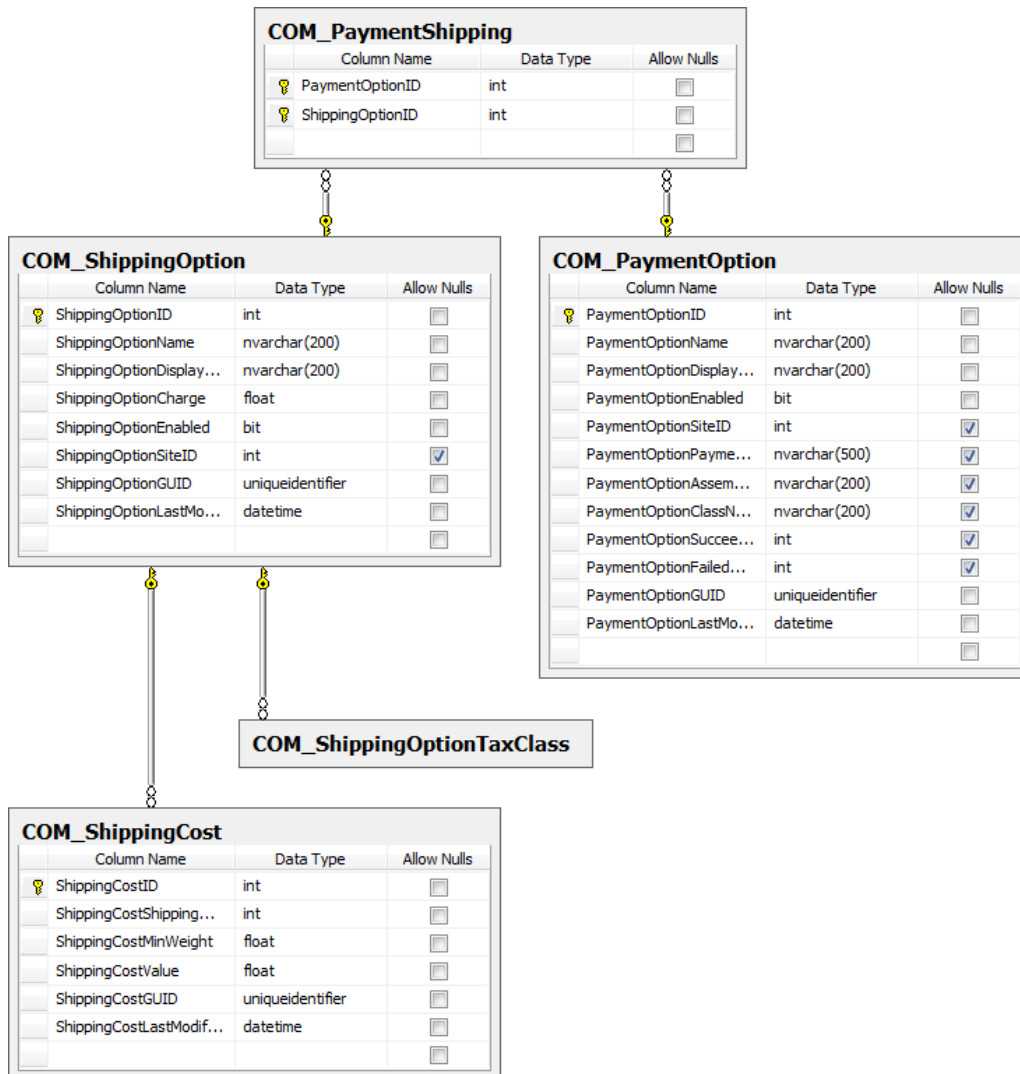 COM_PaymentShipping
Column Name Data Type Allow Nulls
PaymentOptionID int
ShippingOptionID int
COM_ShippingOption
Column Name Data Type Allow Nulls
ShippingOptionID int
ShippingOptionName nvarchar(200)
ShippingOptionDisplay... nvarchar(200)
ShippingOptionCharge float
ShippingOptionEnabled bit
ShippingOptionSiteID int
ShippingOptionGUID uniqueidentifier
ShippingOptionLastMo... datetime
COM_PaymentOption
Column Name Data Type Allow Nulls
PaymentOptionID int
PaymentOptionName nvarchar(200)
PaymentOptionDisplay... nvarchar(200)
PaymentOptionEnabled bit
PaymentOptionSiteID int
PaymentOptionPayme... nvarchar(500)
PaymentOptionAssem... nvarchar(200)
PaymentOptionClassN... nvarchar(200)
PaymentOptionSuccee... int
PaymentOptionFailed... int
PaymentOptionGUID uniqueidentifier
PaymentOptionLastMo... datetime
COM_ShippingOptionTaxClass
COM_ShippingCost
Column Name Data Type Allow Nulls
ShippingCostID int
ShippingCostShipping... int
ShippingCostMinWeight float
ShippingCostValue float
ShippingCostGUID uniqueidentifier
ShippingCostLastModif... datetime